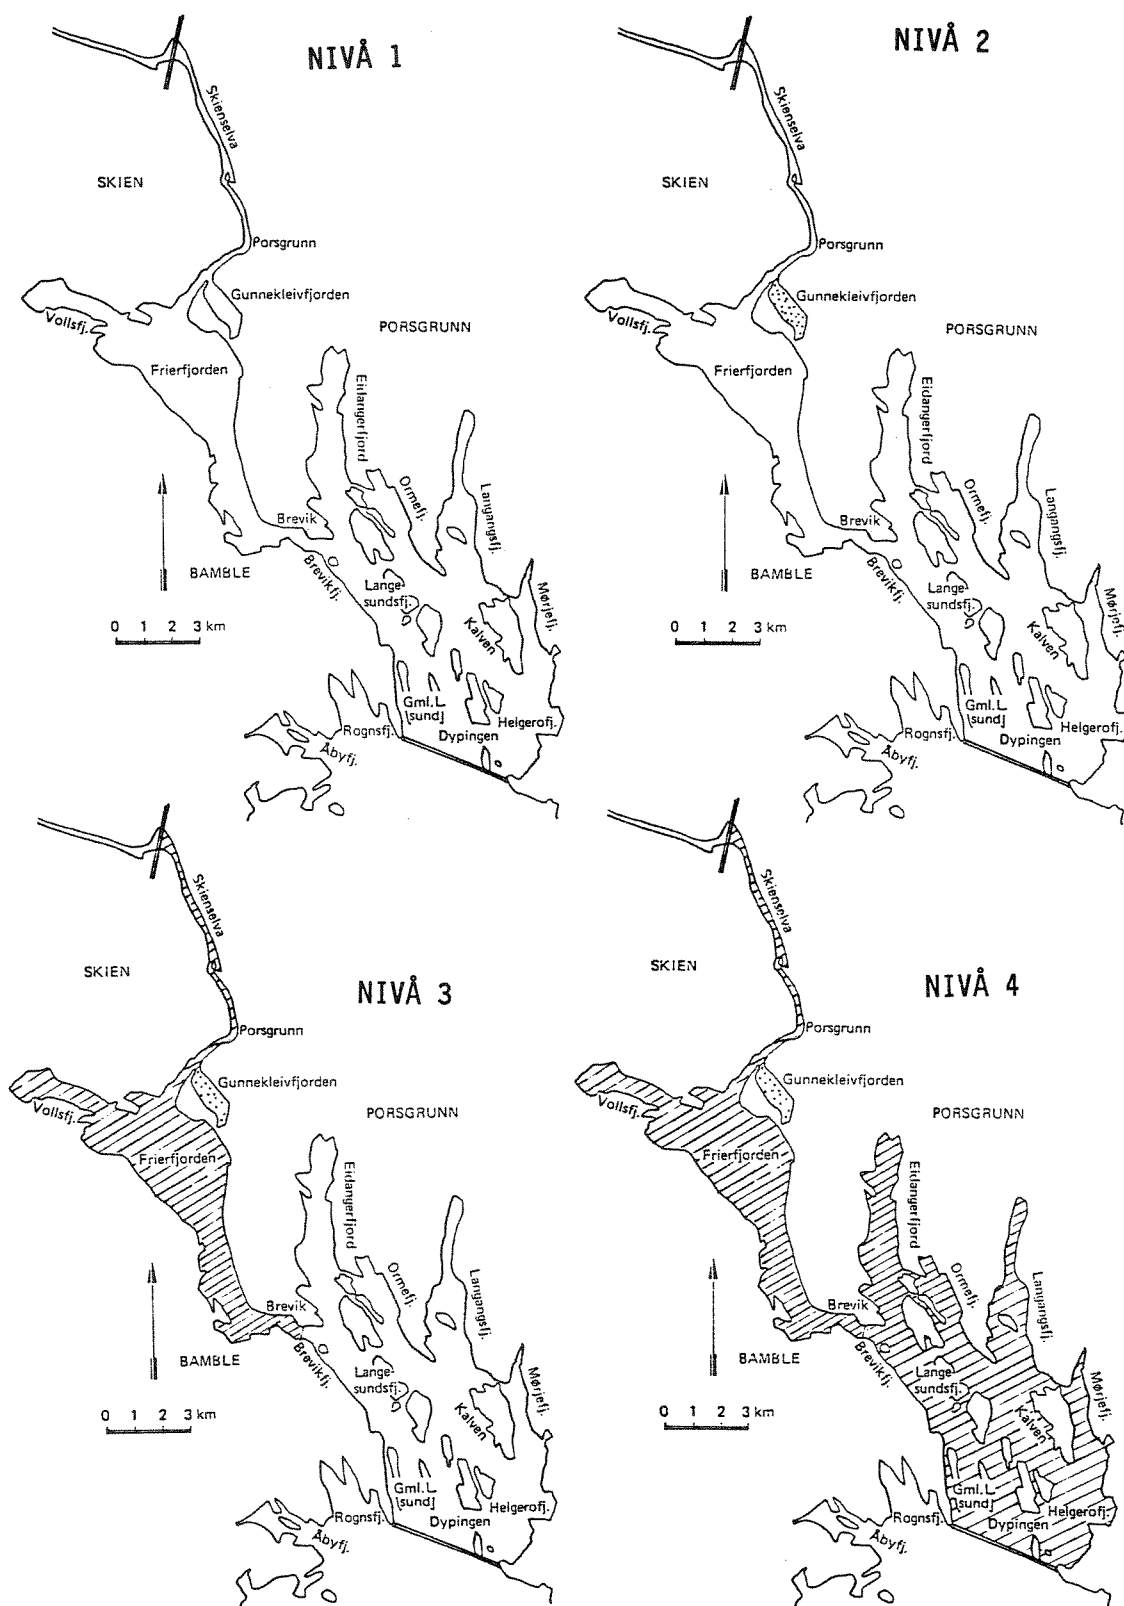 NIVÅ 1
Skienselva
SKIEN
Porsgrunn
Gunnekleivfjorden
Vollsfj.
PORSGRUNN
Frierfjorden
Eidangerfjord
Ormefj.
Langangsfj.
Brevik
BAMBLE
Brevikfj.
Lange-
sundsfj.
Mørjefj.
Kalven
0 1 2 3 km
Gml. L.
sund
Helgerofj.
Rognsfj.
Dypingen
Åbyfj.
NIVÅ 2
Skienselva
SKIEN
Porsgrunn
Gunnekleivfjorden
Vollsfj.
PORSGRUNN
Frierfjorden
Eidangerfjord
Ormefj.
Langangsfj.
Brevik
BAMBLE
Brevikfj.
Lange-
sundsfj.
Mørjefj.
Kalven
0 1 2 3 km
Gml. L.
sund
Helgerofj.
Rognsfj.
Dypingen
Åbyfj.
NIVÅ 3
Skienselva
SKIEN
Porsgrunn
Gunnekleivfjorden
Vollsfj.
PORSGRUNN
Frierfjorden
Eidangerfjord
Ormefj.
Langangsfj.
Brevik
BAMBLE
Brevikfj.
Lange-
sundsfj.
Mørjefj.
Kalven
0 1 2 3 km
Gml. L.
sund
Helgerofj.
Rognsfj.
Dypingen
Åbyfj.
NIVÅ 4
Skienselva
SKIEN
Porsgrunn
Gunnekleivfjorden
Vollsfj.
PORSGRUNN
Frierfjorden
Eidangerfjord
Ormefj.
Langangsfj.
Brevik
BAMBLE
Brevikfj.
Lange-
sundsfj.
Mørjefj.
Kalven
0 1 2 3 km
Gml. L.
sund
Helgerofj.
Rognsfj.
Dypingen
Åbyfj.